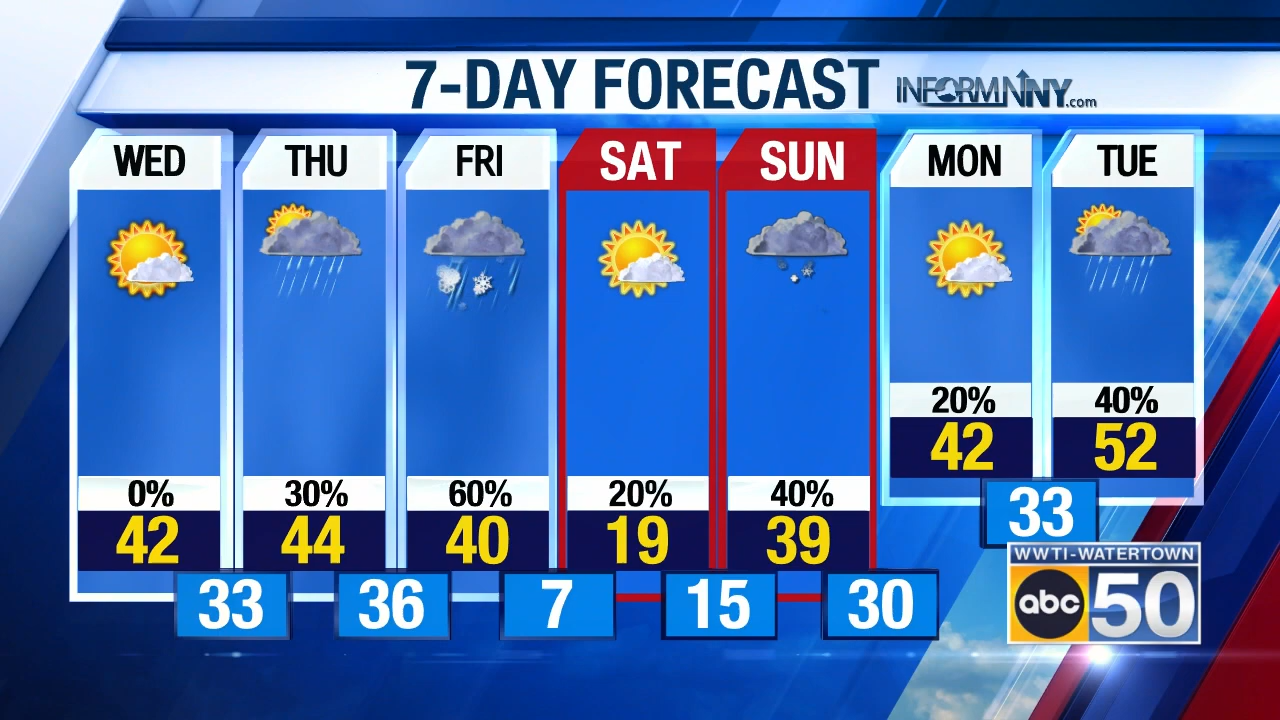 7-DAY FORECAST INFORMNNY.com
WED THU FRI SAT SUN MON TUE
20% 40%
42 52
0% 30% 60% 20% 40%
33
42 44 40 19 39
WWTI-WATERTOWN
33 36 7 15 30
abc 50